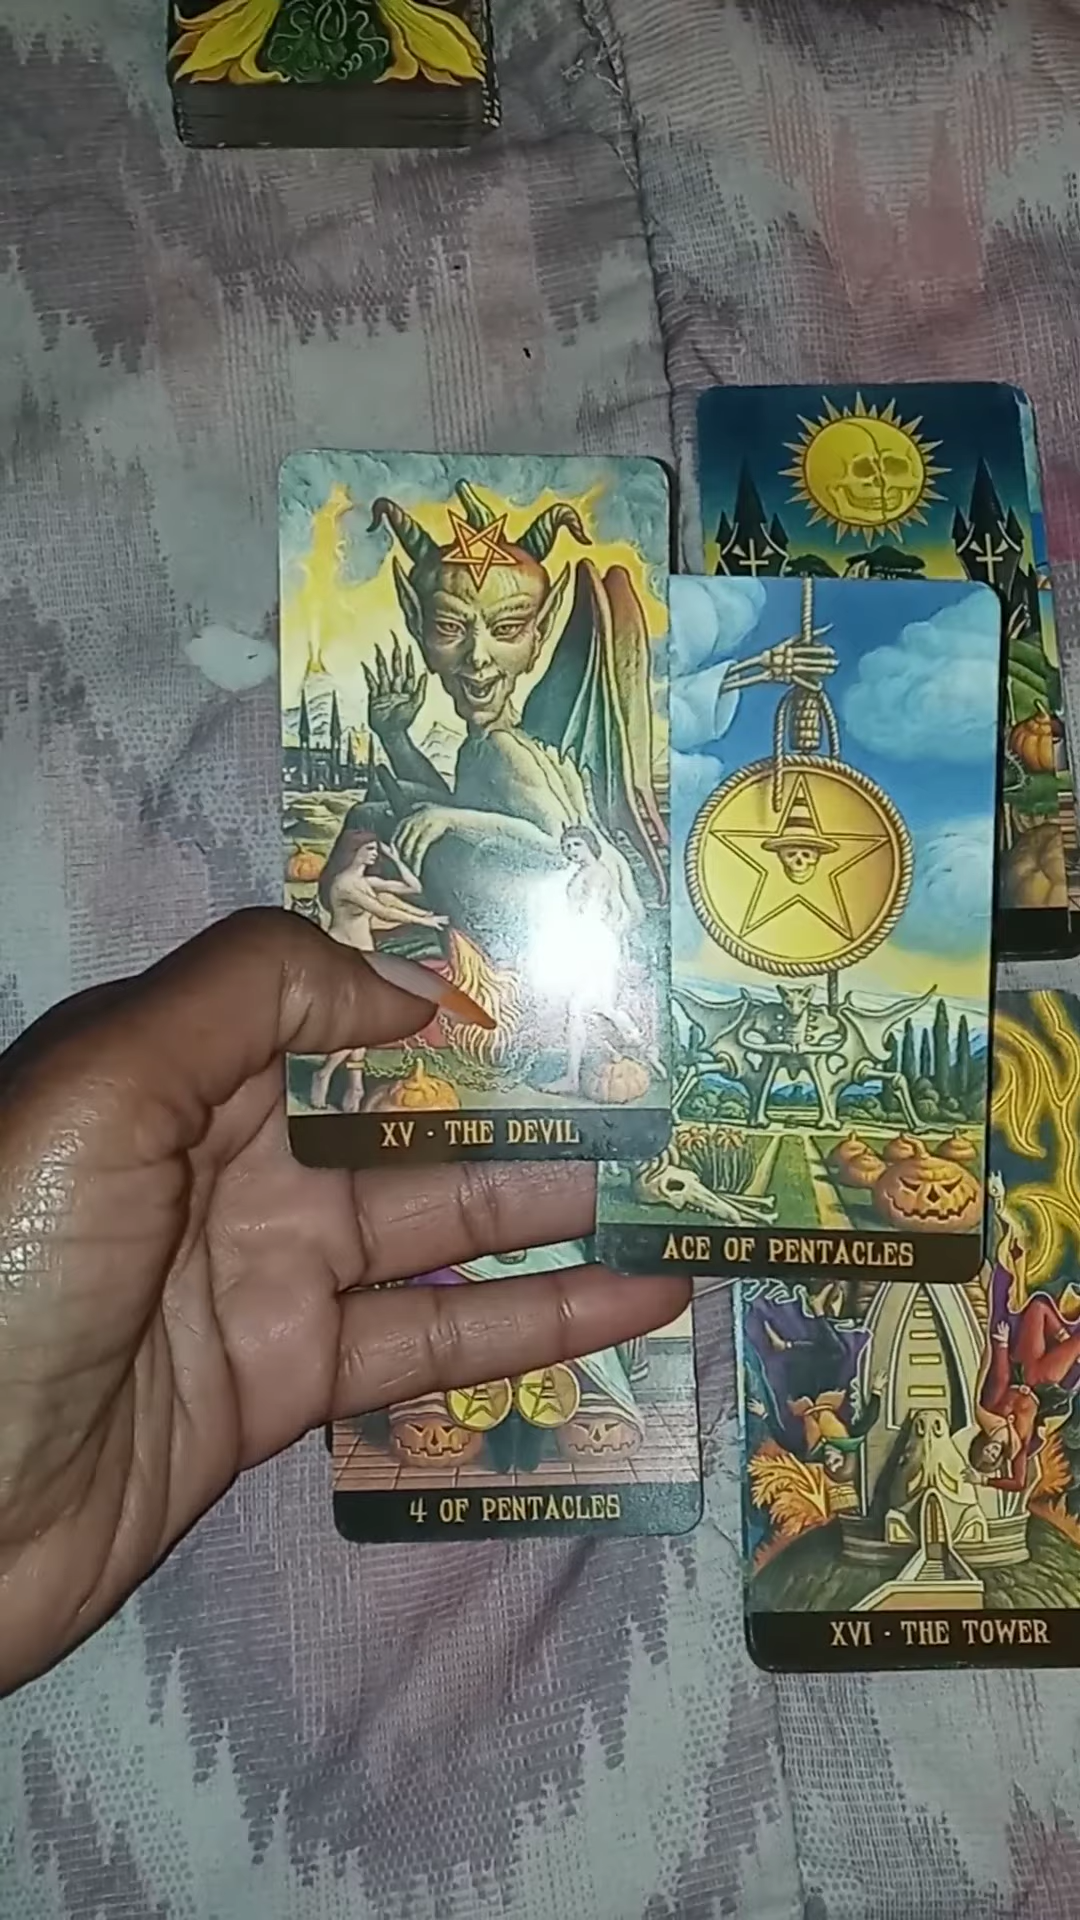 XV · THE DEVIL
ACE OF PENTACLES
4 OF PENTACLES
XVI · THE TOWER